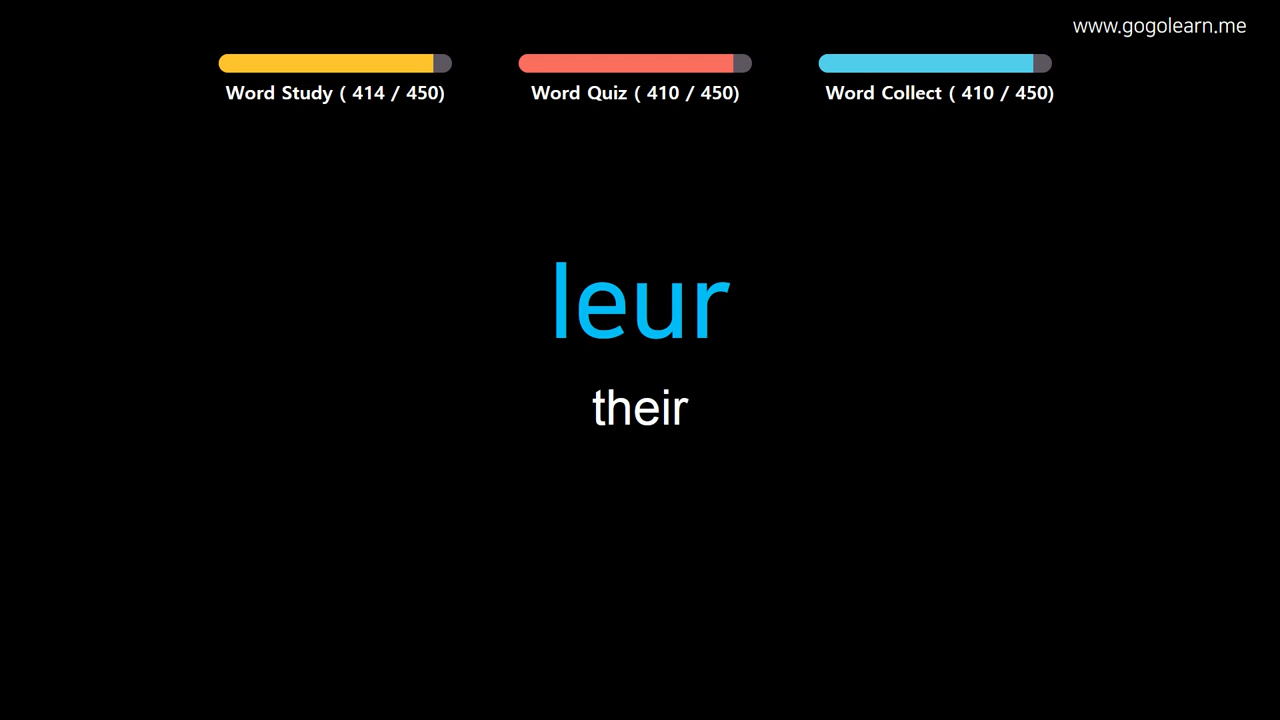 www.gogolearn.me
Word Study ( 414 / 450)
Word Quiz ( 410 / 450)
Word Collect ( 410 / 450)
leur
their